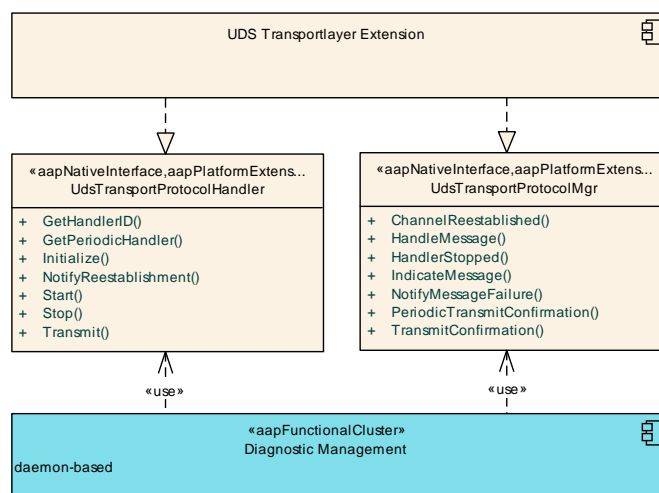 UDS Transportlayer Extension
«aapNativeInterface,aapPlatformExtens...
UdsTransportProtocolHandler
+ GetHandlerID()
+ GetPeriodicHandler()
+ Initialize()
+ NotifyReestablishment()
+ Start()
+ Stop()
+ Transmit()
«aapNativeInterface,aapPlatformExtens...
UdsTransportProtocolMgr
+ ChannelReestablished()
+ HandleMessage()
+ HandlerStopped()
+ IndicateMessage()
+ NotifyMessageFailure()
+ PeriodicTransmitConfirmation()
+ TransmitConfirmation()
«use»
«use»
«aapFunctionalCluster»
Diagnostic Management
daemon-based